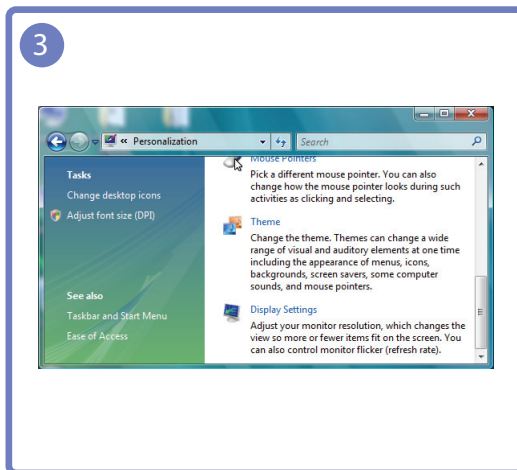 3
« Personalization
Search
Tasks
Change desktop icons
Adjust font size (DPI)
See also
Taskbar and Start Menu
Ease of Access
Mouse Pointers
Pick a different mouse pointer. You can also
change how the mouse pointer looks during such
activities as clicking and selecting.
Theme
Change the theme. Themes can change a wide
range of visual and auditory elements at one time
including the appearance of menus, icons,
backgrounds, screen savers, some computer
sounds, and mouse pointers.
Display Settings
Adjust your monitor resolution, which changes the
view so more or fewer items fit on the screen. You
can also control monitor flicker (refresh rate).